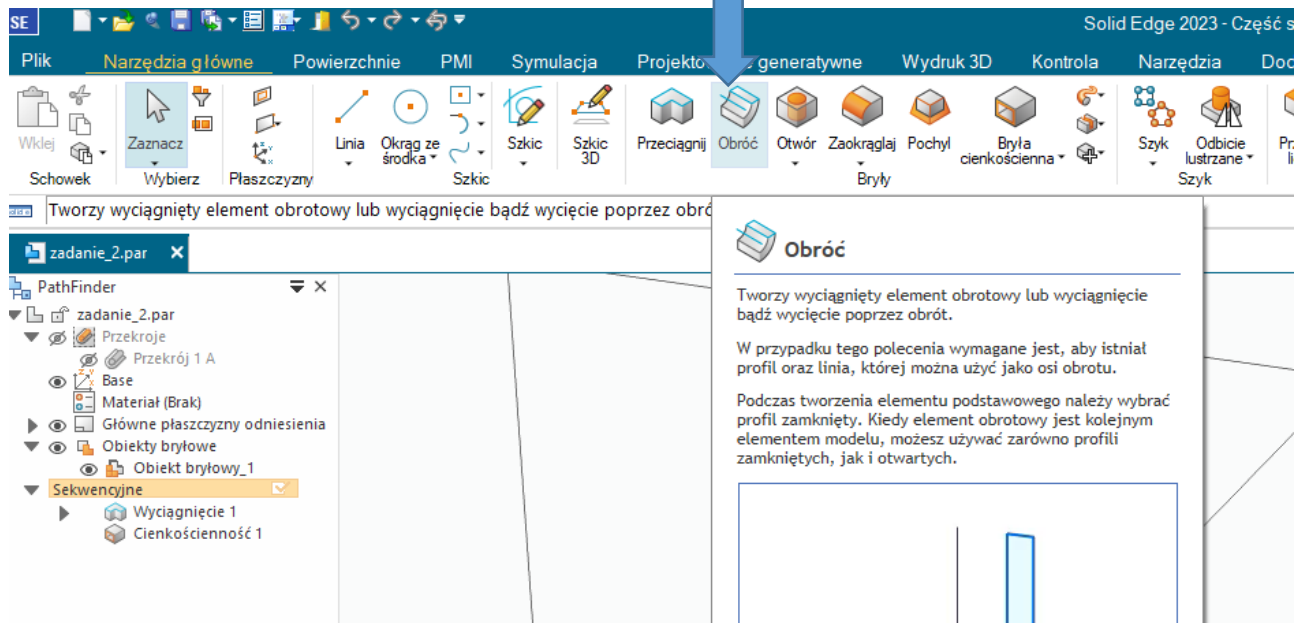 SE
Solid Edge 2023 - Część s
Plik Narzędzia główne Powierzchnie PMI Symulacja generatywne Wydruk 3D Kontrola Narzędzia
Wklej
Zaznacz
Linia
Okrąg ze środka
Szkic
Szkic 3D
Przeciągnij
Obróć
Otwór
Zaokrąglaj
Pochyl
Bryła cienkościenna
Szyk
Odbicie lustrzane
Schowek Wybierz Płaszczyzny Szkic Bryły Szyk
Tworzy wyciągnięty element obrotowy lub wyciągnięcie bądź wycięcie poprzez obró
zadanie_2.par
PathFinder
zadanie_2.par
Przekroje
Przekrój 1 A
Base
Materiał (Brak)
Główne płaszczyzny odniesienia
Obiekty bryłowe
Obiekt bryłowy_1
Sekwencyjne
Wyciągnięcie 1
Cienkościenność 1
Obróć
Tworzy wyciągnięty element obrotowy lub wyciągnięcie
bądź wycięcie poprzez obrót.
W przypadku tego polecenia wymagane jest, aby istniał
profil oraz linia, której można użyć jako osi obrotu.
Podczas tworzenia elementu podstawowego należy wybrać
profil zamknięty. Kiedy element obrotowy jest kolejnym
elementem modelu, możesz używać zarówno profili
zamkniętych, jak i otwartych.